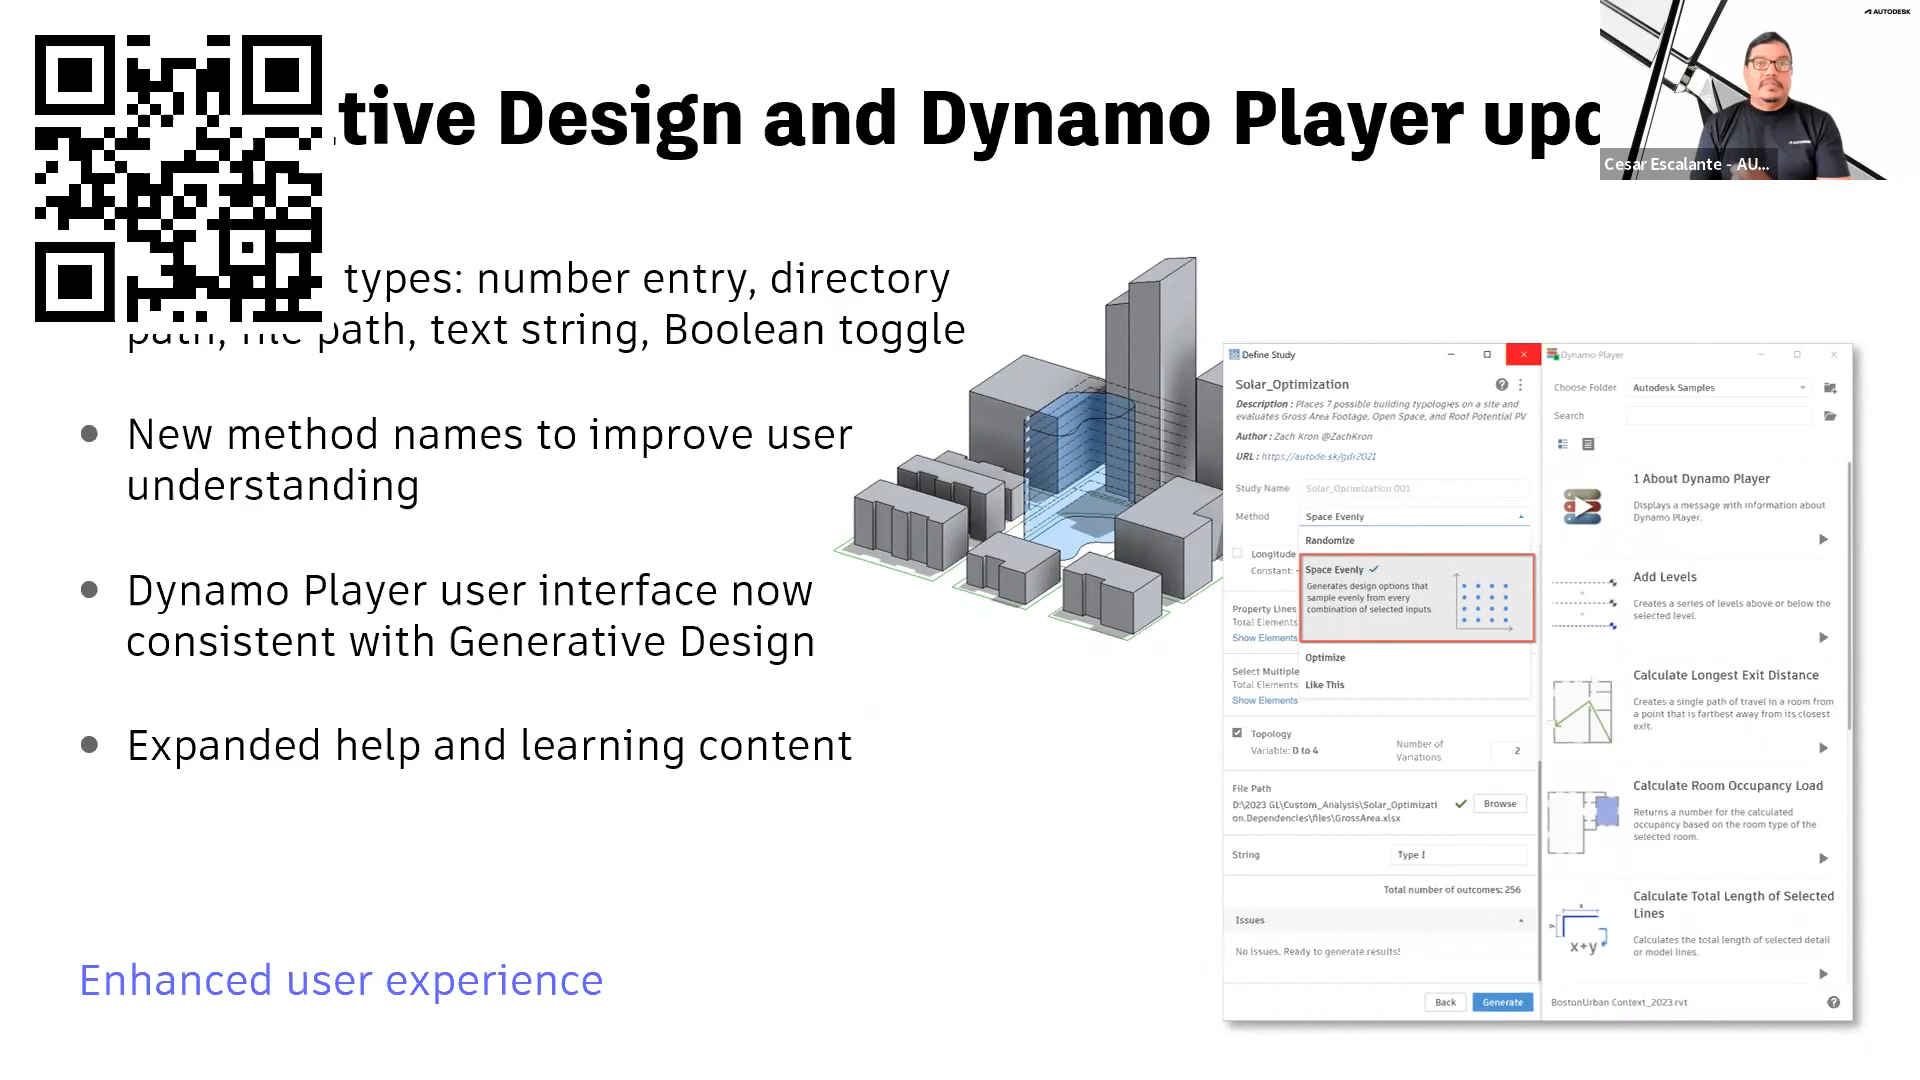 AUTODESK
tive Design and Dynamo Player
Cesar Escalante - AU...
types: number entry, directory
path, file path, text string, Boolean toggle
• New method names to improve user
understanding
• Dynamo Player user interface now
consistent with Generative Design
• Expanded help and learning content
Enhanced user experience
Define Study
Solar_Optimization
Description : Places 7 possible building typologies on a site and
evaluates Gross Area Footage, Open Space, and Roof Potential PV
Author : Zach Kron @ZachKron
URL : https://autode.sk/gdr2021
Study Name Solar_Optimization 001
Method Space Evenly
Randomize
Longitude
Constant:
Space Evenly
Generates design options that
sample evenly from every
combination of selected inputs.
Property Lines
Total Elements
Show Elements
Optimize
Select Multiple
Total Elements
Like This
Show Elements
Topology
Variable: 0 to 4
Number of
Variations
2
File Path
D:\2023 GL\Custom_Analysis\Solar_Optimizati
on.Dependencies\files\GrossArea.xlsx
Browse
String Type I
Total number of outcomes: 256
Issues
No issues. Ready to generate results!
Back Generate
Dynamo Player
Choose Folder Autodesk Samples
Search
1 About Dynamo Player
Displays a message with information about
Dynamo Player.
Add Levels
Creates a series of levels above or below the
selected level.
Calculate Longest Exit Distance
Creates a single path of travel in a room from
a point that is farthest away from its closest
exit.
Calculate Room Occupancy Load
Returns a number for the calculated
occupancy based on the room type of the
selected room.
Calculate Total Length of Selected
Lines
Calculates the total length of selected detail
or model lines.
x
y
x+y
BostonUrban Context_2023.rvt